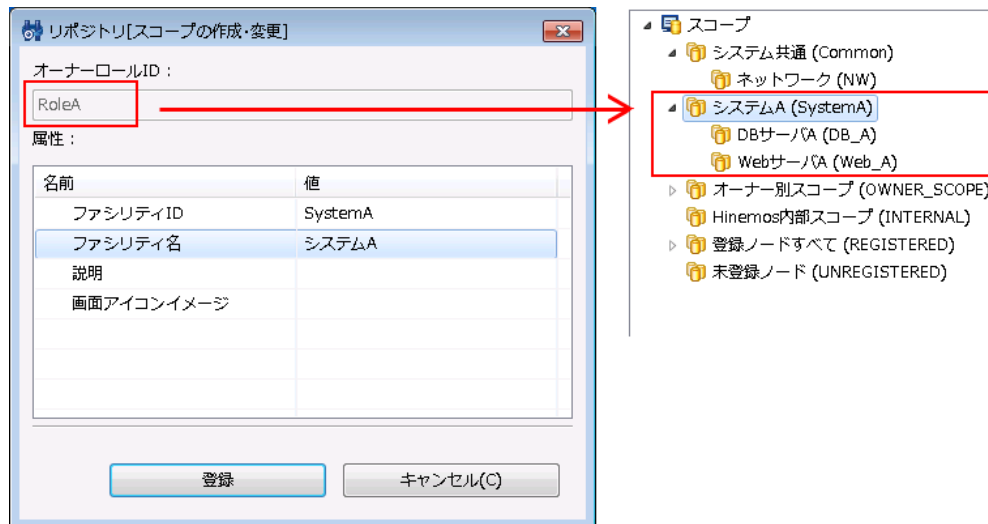 リポジトリ[スコープの作成･変更]
オーナーロールID：
RoleA
属性：
名前 値
ファシリティID SystemA
ファシリティ名 システムA
説明
画面アイコンイメージ
登録 キャンセル(C)
スコープ
システム共通 (Common)
ネットワーク (NW)
システムA (SystemA)
DBサーバA (DB_A)
WebサーバA (Web_A)
オーナー別スコープ (OWNER_SCOPE)
Hinemos内部スコープ (INTERNAL)
登録ノードすべて (REGISTERED)
未登録ノード (UNREGISTERED)